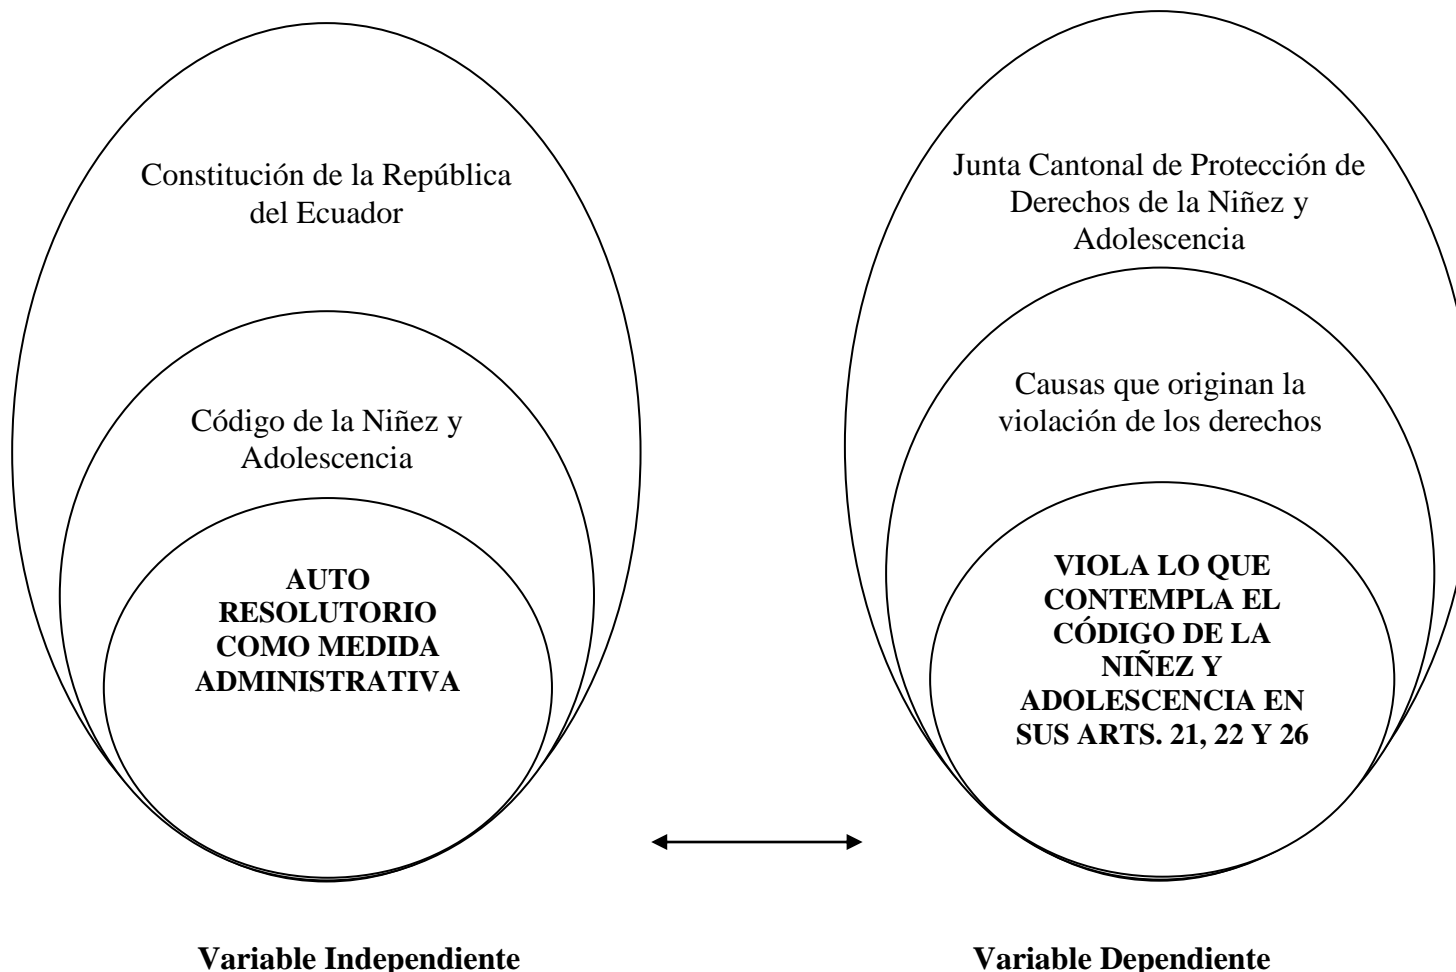 Constitución de la República
del Ecuador
Código de la Niñez y
Adolescencia
AUTO
RESOLUTORIO
COMO MEDIDA
ADMINISTRATIVA
Variable Independiente
Junta Cantonal de Protección de
Derechos de la Niñez y
Adolescencia
Causas que originan la
violación de los derechos
VIOLA LO QUE
CONTEMPLA EL
CÓDIGO DE LA
NIÑEZ Y
ADOLESCENCIA EN
SUS ARTS. 21, 22 Y 26
Variable Dependiente